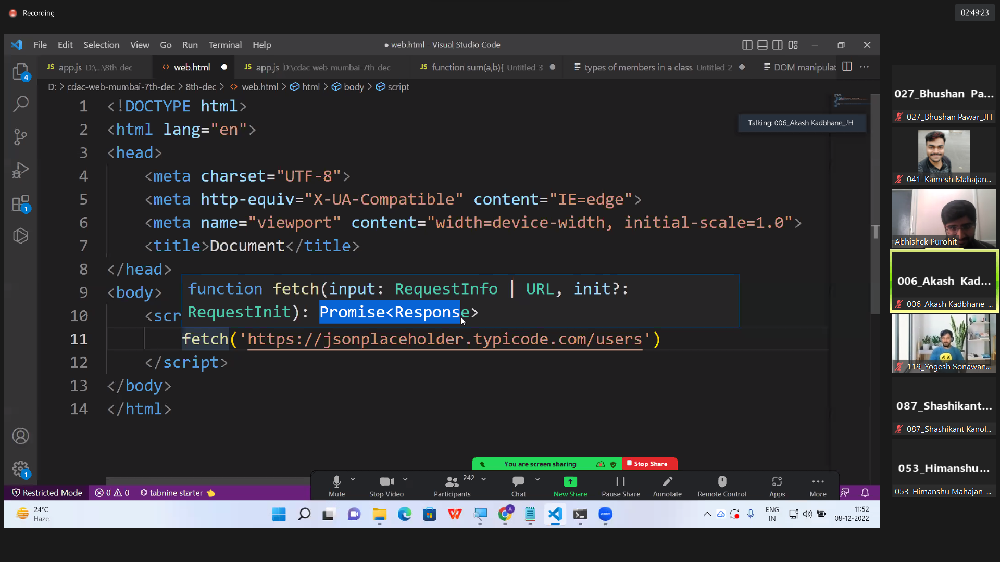 Recording
02:49:23
File Edit Selection View Go Run Terminal Help
● web.html - Visual Studio Code
JS app.js D:\...\8th-dec
<> web.html ●
JS app.js D:\cdac-web-mumbai-7th-dec
JS function sum(a,b){ Untitled-3 ●
types of members in a class Untitled-2 ●
DOM manipulat
D: > cdac-web-mumbai-7th-dec > 8th-dec > <> web.html > html > body > script
1 <!DOCTYPE html>
2 <html lang="en">
3 <head>
4 <meta charset="UTF-8">
5 <meta http-equiv="X-UA-Compatible" content="IE=edge">
6 <meta name="viewport" content="width=device-width, initial-scale=1.0">
7 <title>Document</title>
8 </head>
9 <body>
function fetch(input: RequestInfo | URL, init?:
RequestInit): Promise<Response>
10 <scr
11 fetch('https://jsonplaceholder.typicode.com/users')
12 </script>
13 </body>
14 </html>
Talking: 006_Akash Kadbhane_JH
4
1
1
027_Bhushan Pa...
027_Bhushan Pawar_JH
041_Kamesh Mahajan...
Abhishek Purohit
006_Akash Kad...
006_Akash Kadbhane_...
119_Yogesh Sonawan...
087_Shashikant...
087_Shashikant Kanol...
053_Himanshu...
053_Himanshu Mahajan_...
You are screen sharing
Stop Share
Mute
Stop Video
242
Participants
Chat
New Share
Pause Share
Annotate
Remote Control
Apps
More
Restricted Mode
0 0
tabnine starter
24°C
Haze
A
W
zoom
ENG
IN
11:52
08-12-2022